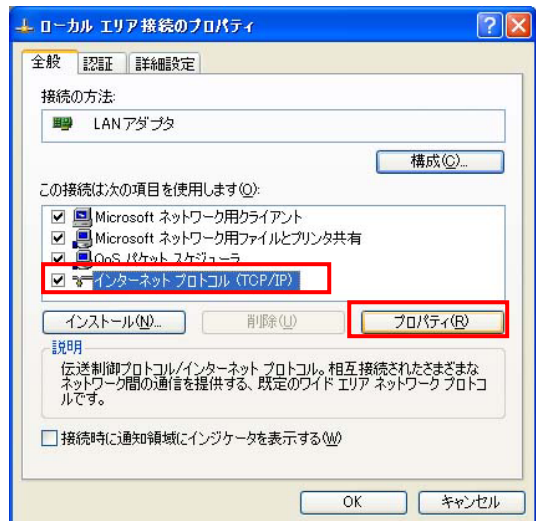 ローカル エリア接続のプロパティ
全般 認証 詳細設定
接続の方法:
LAN アダプタ
構成(C)...
この接続は次の項目を使用します(O):
Microsoft ネットワーク用クライアント
Microsoft ネットワーク用ファイルとプリンタ共有
QoS パケット スケジューラ
インターネット プロトコル (TCP/IP)
インストール(N)... 削除(U) プロパティ(R)
説明
伝送制御プロトコル/インターネット プロトコル。相互接続されたさまざまな
ネットワーク間の通信を提供する、既定のワイド エリア ネットワーク プロトコ
ルです。
接続時に通知領域にインジケータを表示する(W)
OK キャンセル